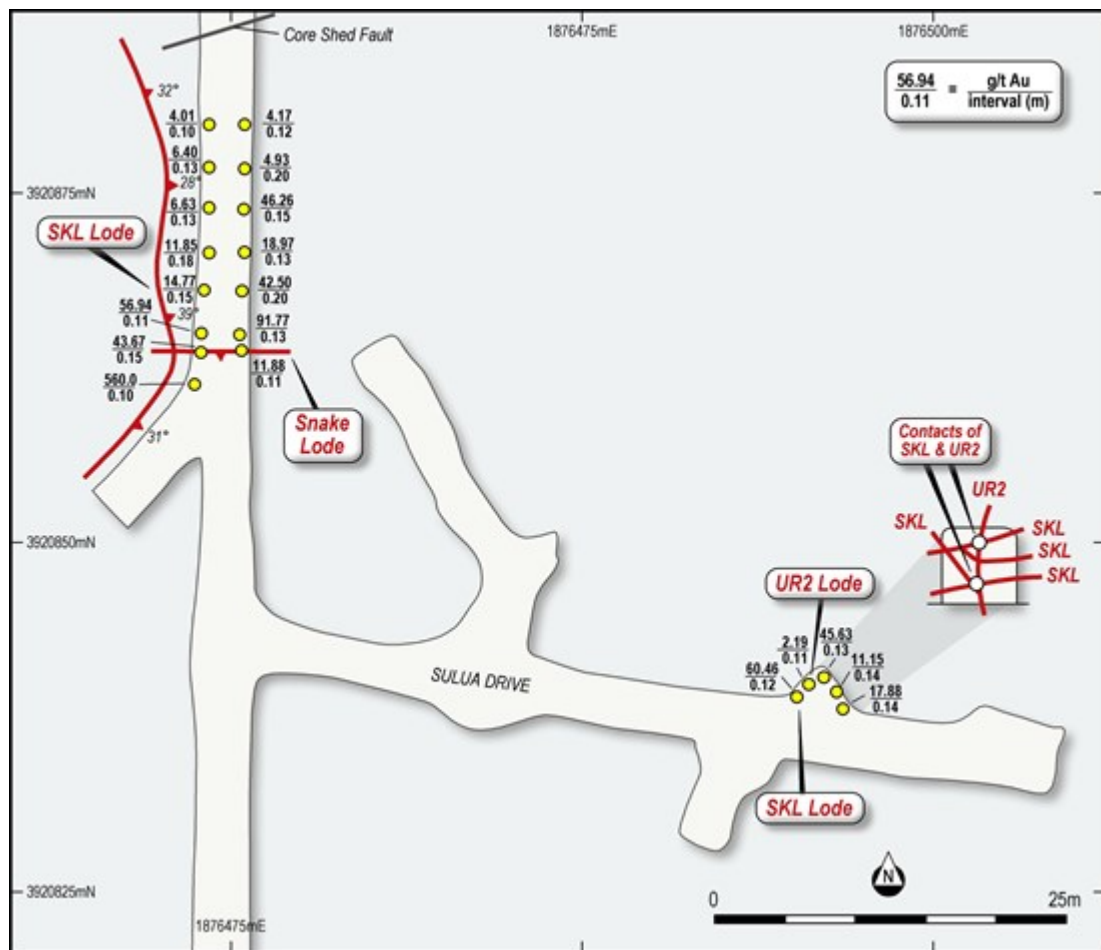 Core Shed Fault
1876475mE
1876500mE
56.94
0.11
=
g/t Au
interval (m)
32°
4.01
0.10
4.17
0.12
6.40
0.13
4.93
0.20
28°
3920875mN
6.63
0.13
46.26
0.15
SKL Lode
11.85
0.18
18.97
0.13
14.77
0.15
42.50
0.20
56.94
0.11
39°
91.77
0.13
43.67
0.15
11.88
0.11
560.0
0.10
Snake
Lode
31°
Contacts of
SKL & UR2
UR2
SKL
SKL
SKL
SKL
3920850mN
UR2 Lode
2.19
0.11
45.63
0.13
60.46
0.12
11.15
0.14
17.88
0.14
SULUA DRIVE
SKL Lode
N
3920825mN
1876475mE
0
25m